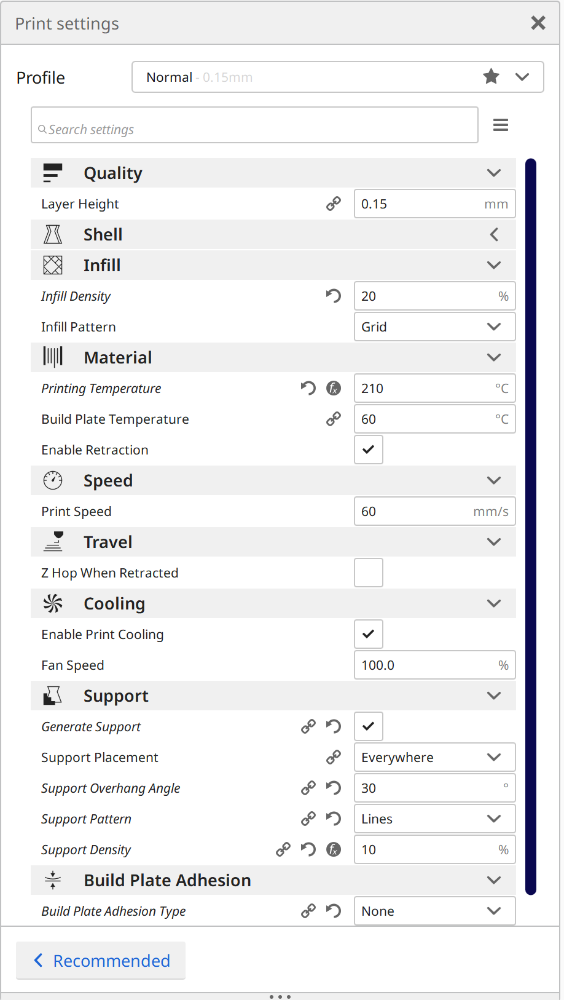 Print settings
Profile
Normal - 0.15mm
Search settings
Quality
Layer Height 0.15 mm
Shell
Infill
Infill Density 20 %
Infill Pattern Grid
Material
Printing Temperature fx 210 °C
Build Plate Temperature 60 °C
Enable Retraction
Speed
Print Speed 60 mm/s
Travel
Z Hop When Retracted
Cooling
Enable Print Cooling
Fan Speed 100.0 %
Support
Generate Support
Support Placement Everywhere
Support Overhang Angle 30 °
Support Pattern Lines
Support Density fx 10 %
Build Plate Adhesion
Build Plate Adhesion Type None
Recommended